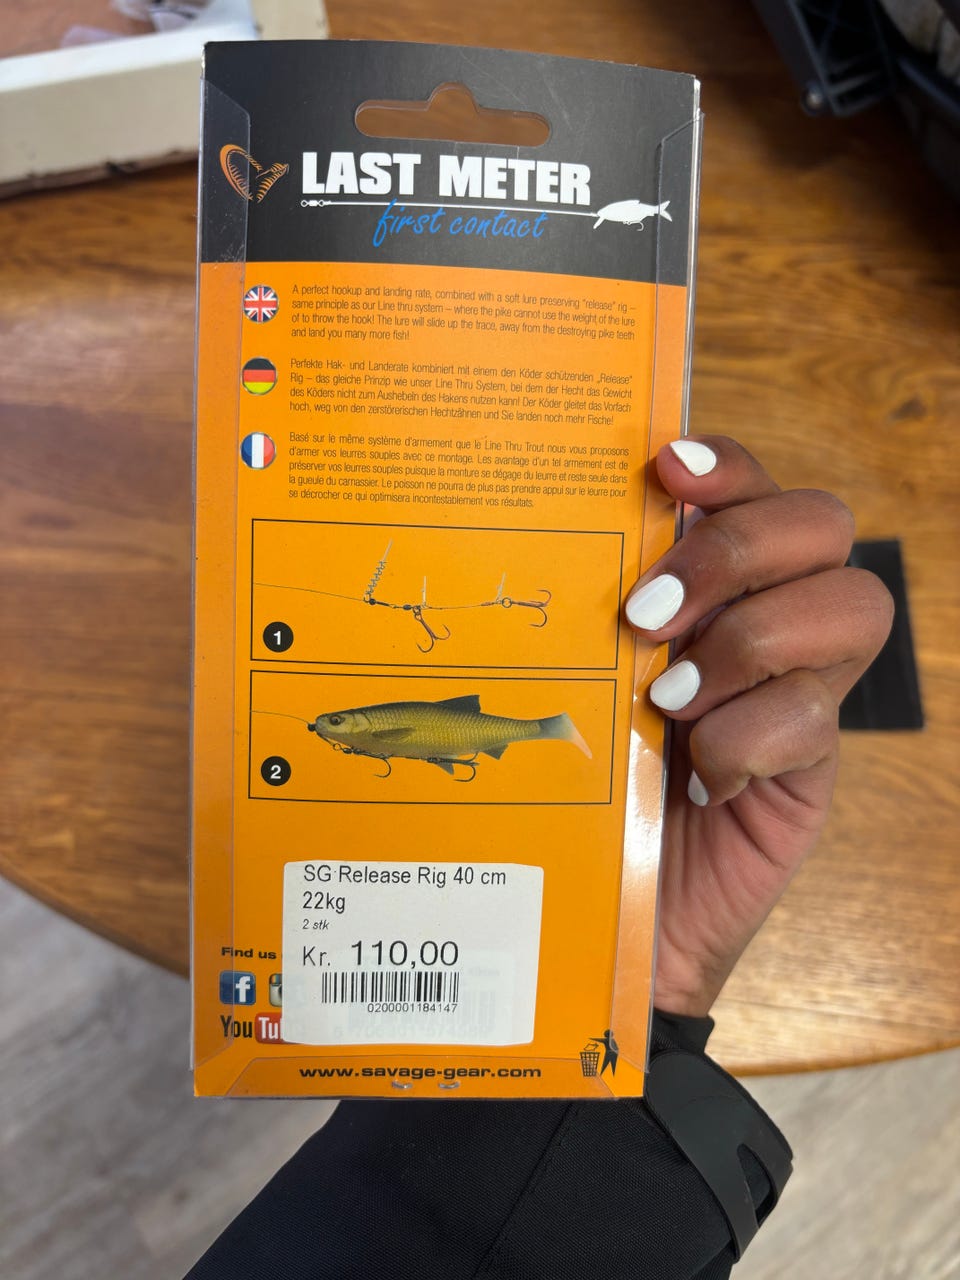 LAST METER
first contact
A perfect hookup and landing rate, combined with a soft lure preserving "release" rig –
same principle as our Line thru system – where the pike cannot use the weight of the lure
of to throw the hook! The lure will slide up the trace, away from the destroying pike teeth
and land you many more fish!
Perfekte Hak- und Landerate kombiniert mit einem den Köder schützenden „Release"
Rig – das gleiche Prinzip wie unser Line Thru System, bei dem der Hecht das Gewicht
des Köders nicht zum Aushebeln des Hakens nutzen kann! Der Köder gleitet das Vorfach
hoch, weg von den zerstörerischen Hechtzähnen und Sie landen noch mehr Fische!
Basé sur le même système d'armement que le Line Thru Trout nous vous proposons
d'armer vos leurres souples avec ce montage. Les avantage d'un tel armement est de
préserver vos leurres souples puisque la monture se dégage du leurre et reste seule dans
la gueule du carnassier. Le poisson ne pourra de plus pas prendre appui sur le leurre pour
se décrocher ce qui optimisera incontestablement vos résultats.
1
2
SG Release Rig 40 cm
22kg
2 stk
Kr. 110,00
0200001184147
Find us
f
You Tu
www.savage-gear.com